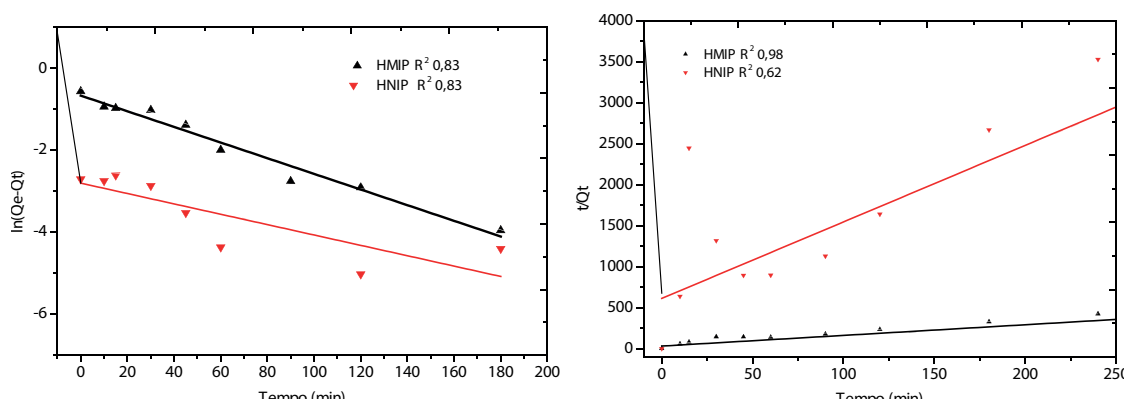 0
-2
-4
-6
ln(Qe-Qt)
▲ HMIP R² 0,83
▼ HNIP R² 0,83
0 20 40 60 80 100 120 140 160 180 200
Tempo (min)
4000
3500
3000
2500
2000
1500
1000
500
0
t/Qt
▲ HMIP R² 0,98
▼ HNIP R² 0,62
0 50 100 150 200 250
Tempo (min)